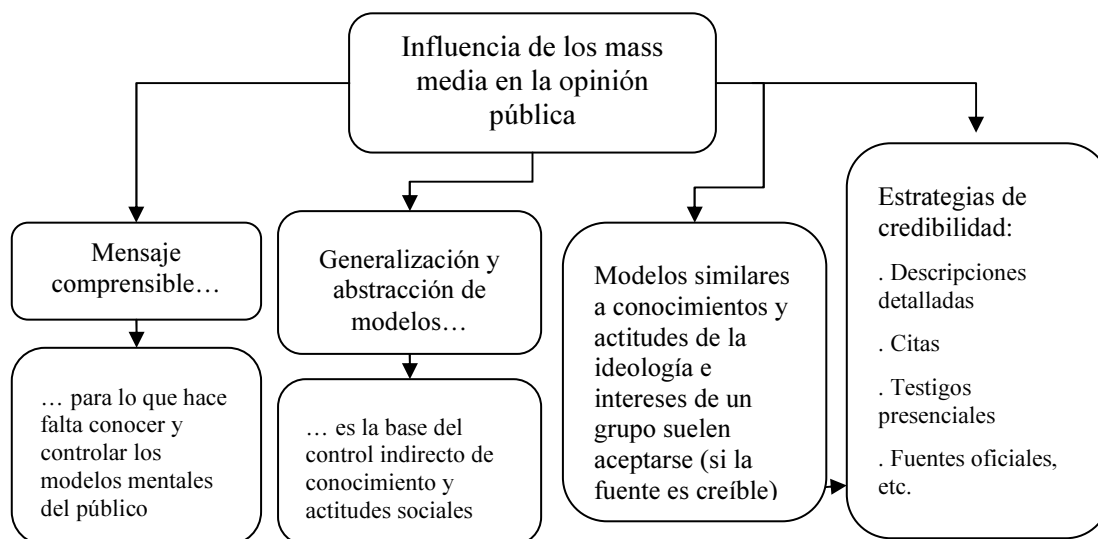 Influencia de los mass
media en la opinión
pública
Mensaje
comprensible…
… para lo que hace
falta conocer y
controlar los
modelos mentales
del público
Generalización y
abstracción de
modelos…
… es la base del
control indirecto de
conocimiento y
actitudes sociales
Modelos similares
a conocimientos y
actitudes de la
ideología e
intereses de un
grupo suelen
aceptarse (si la
fuente es creíble)
Estrategias de
credibilidad:
. Descripciones
detalladas
. Citas
. Testigos
presenciales
. Fuentes oficiales,
etc.